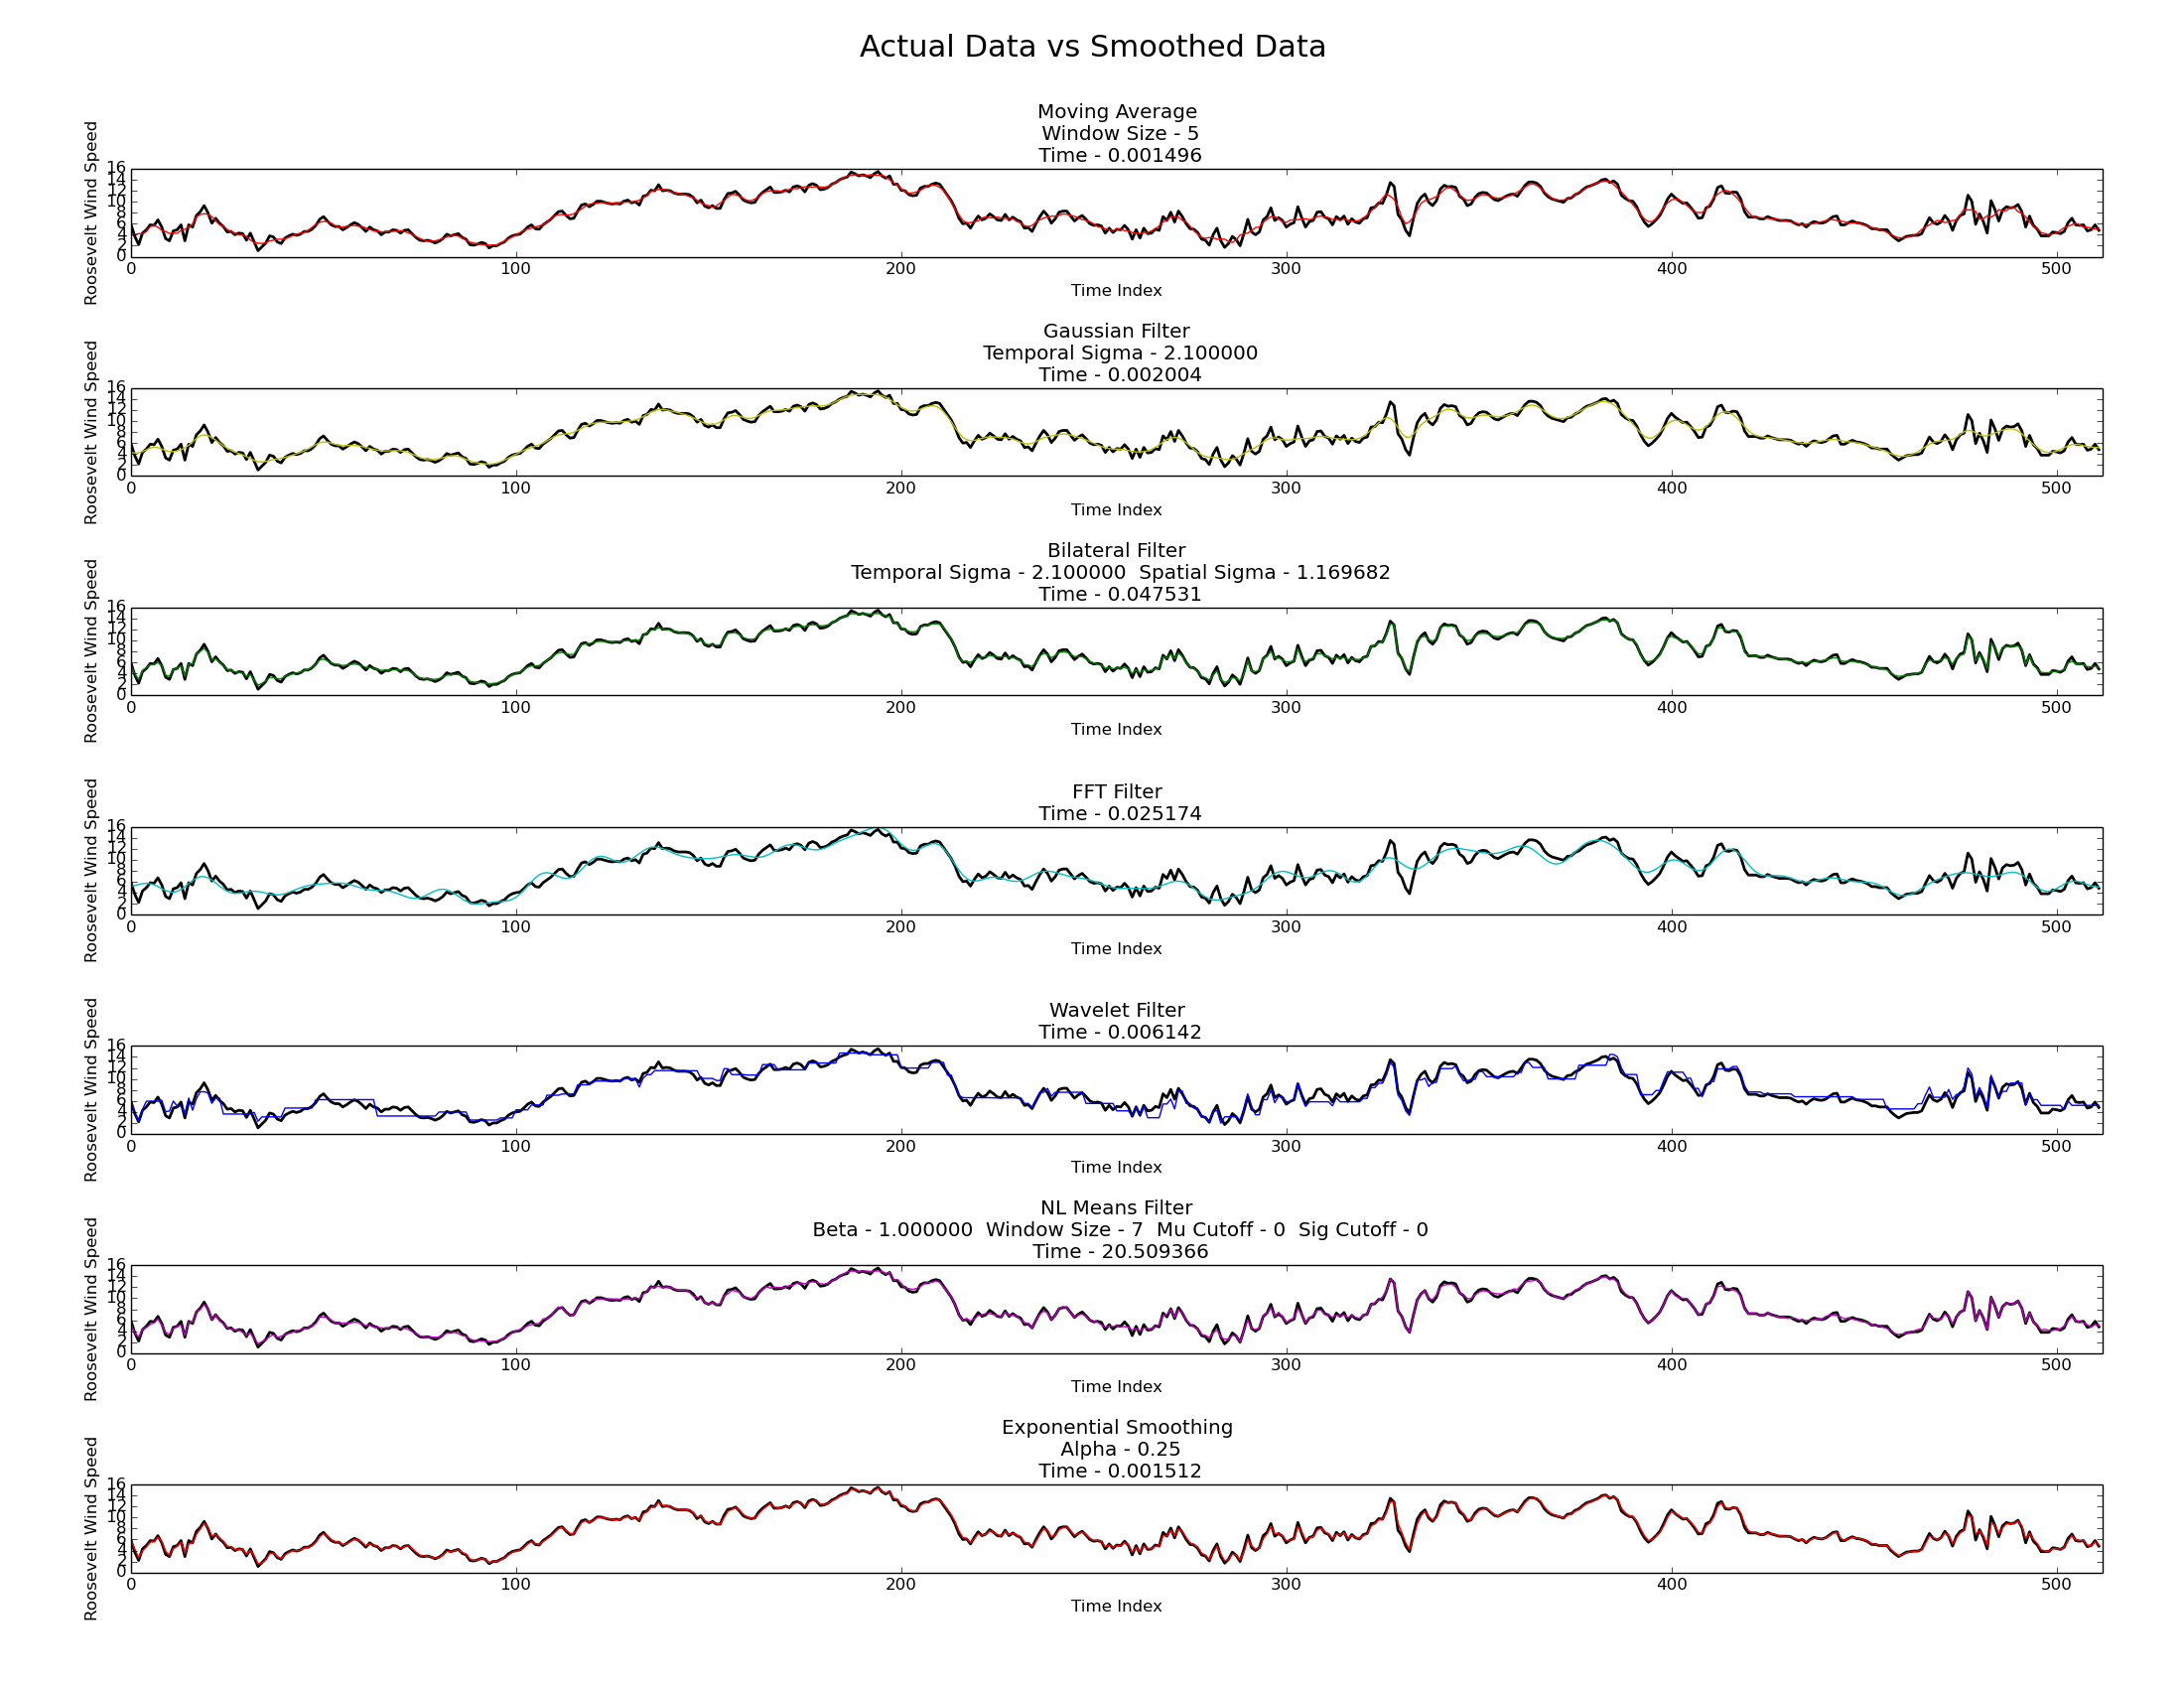 Actual Data vs Smoothed Data
Moving Average
Window Size - 5
Time - 0.001496
Roosevelt Wind Speed
16
14
12
10
8
6
4
2
0
0 100 200 300 400 500
Time Index
Gaussian Filter
Temporal Sigma - 2.100000
Time - 0.002004
Roosevelt Wind Speed
16
14
12
10
8
6
4
2
0
0 100 200 300 400 500
Time Index
Bilateral Filter
Temporal Sigma - 2.100000  Spatial Sigma - 1.169682
Time - 0.047531
Roosevelt Wind Speed
16
14
12
10
8
6
4
2
0
0 100 200 300 400 500
Time Index
FFT Filter
Time - 0.025174
Roosevelt Wind Speed
16
14
12
10
8
6
4
2
0
0 100 200 300 400 500
Time Index
Wavelet Filter
Time - 0.006142
Roosevelt Wind Speed
16
14
12
10
8
6
4
2
0
0 100 200 300 400 500
Time Index
NL Means Filter
Beta - 1.000000  Window Size - 7  Mu Cutoff - 0  Sig Cutoff - 0
Time - 20.509366
Roosevelt Wind Speed
16
14
12
10
8
6
4
2
0
0 100 200 300 400 500
Time Index
Exponential Smoothing
Alpha - 0.25
Time - 0.001512
Roosevelt Wind Speed
16
14
12
10
8
6
4
2
0
0 100 200 300 400 500
Time Index